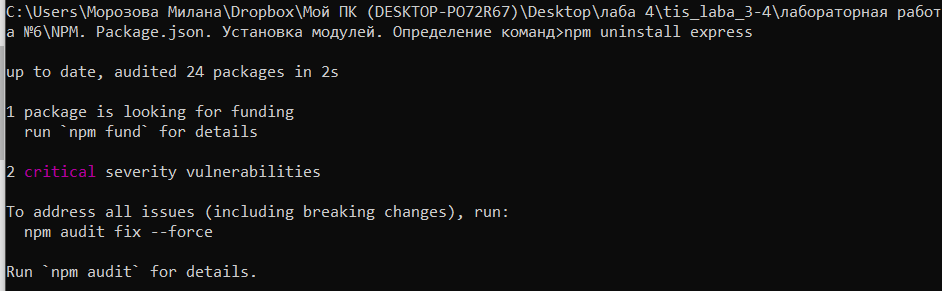 C:\Users\Морозова Милана\Dropbox\Мой ПК (DESKTOP-PO72R67)\Desktop\лаба 4\tis_laba_3-4\лабораторная работ
а №6\NPM. Package.json. Установка модулей. Определение команд>npm uninstall express
up to date, audited 24 packages in 2s
1 package is looking for funding
  run `npm fund` for details
2 critical severity vulnerabilities
To address all issues (including breaking changes), run:
  npm audit fix --force
Run `npm audit` for details.